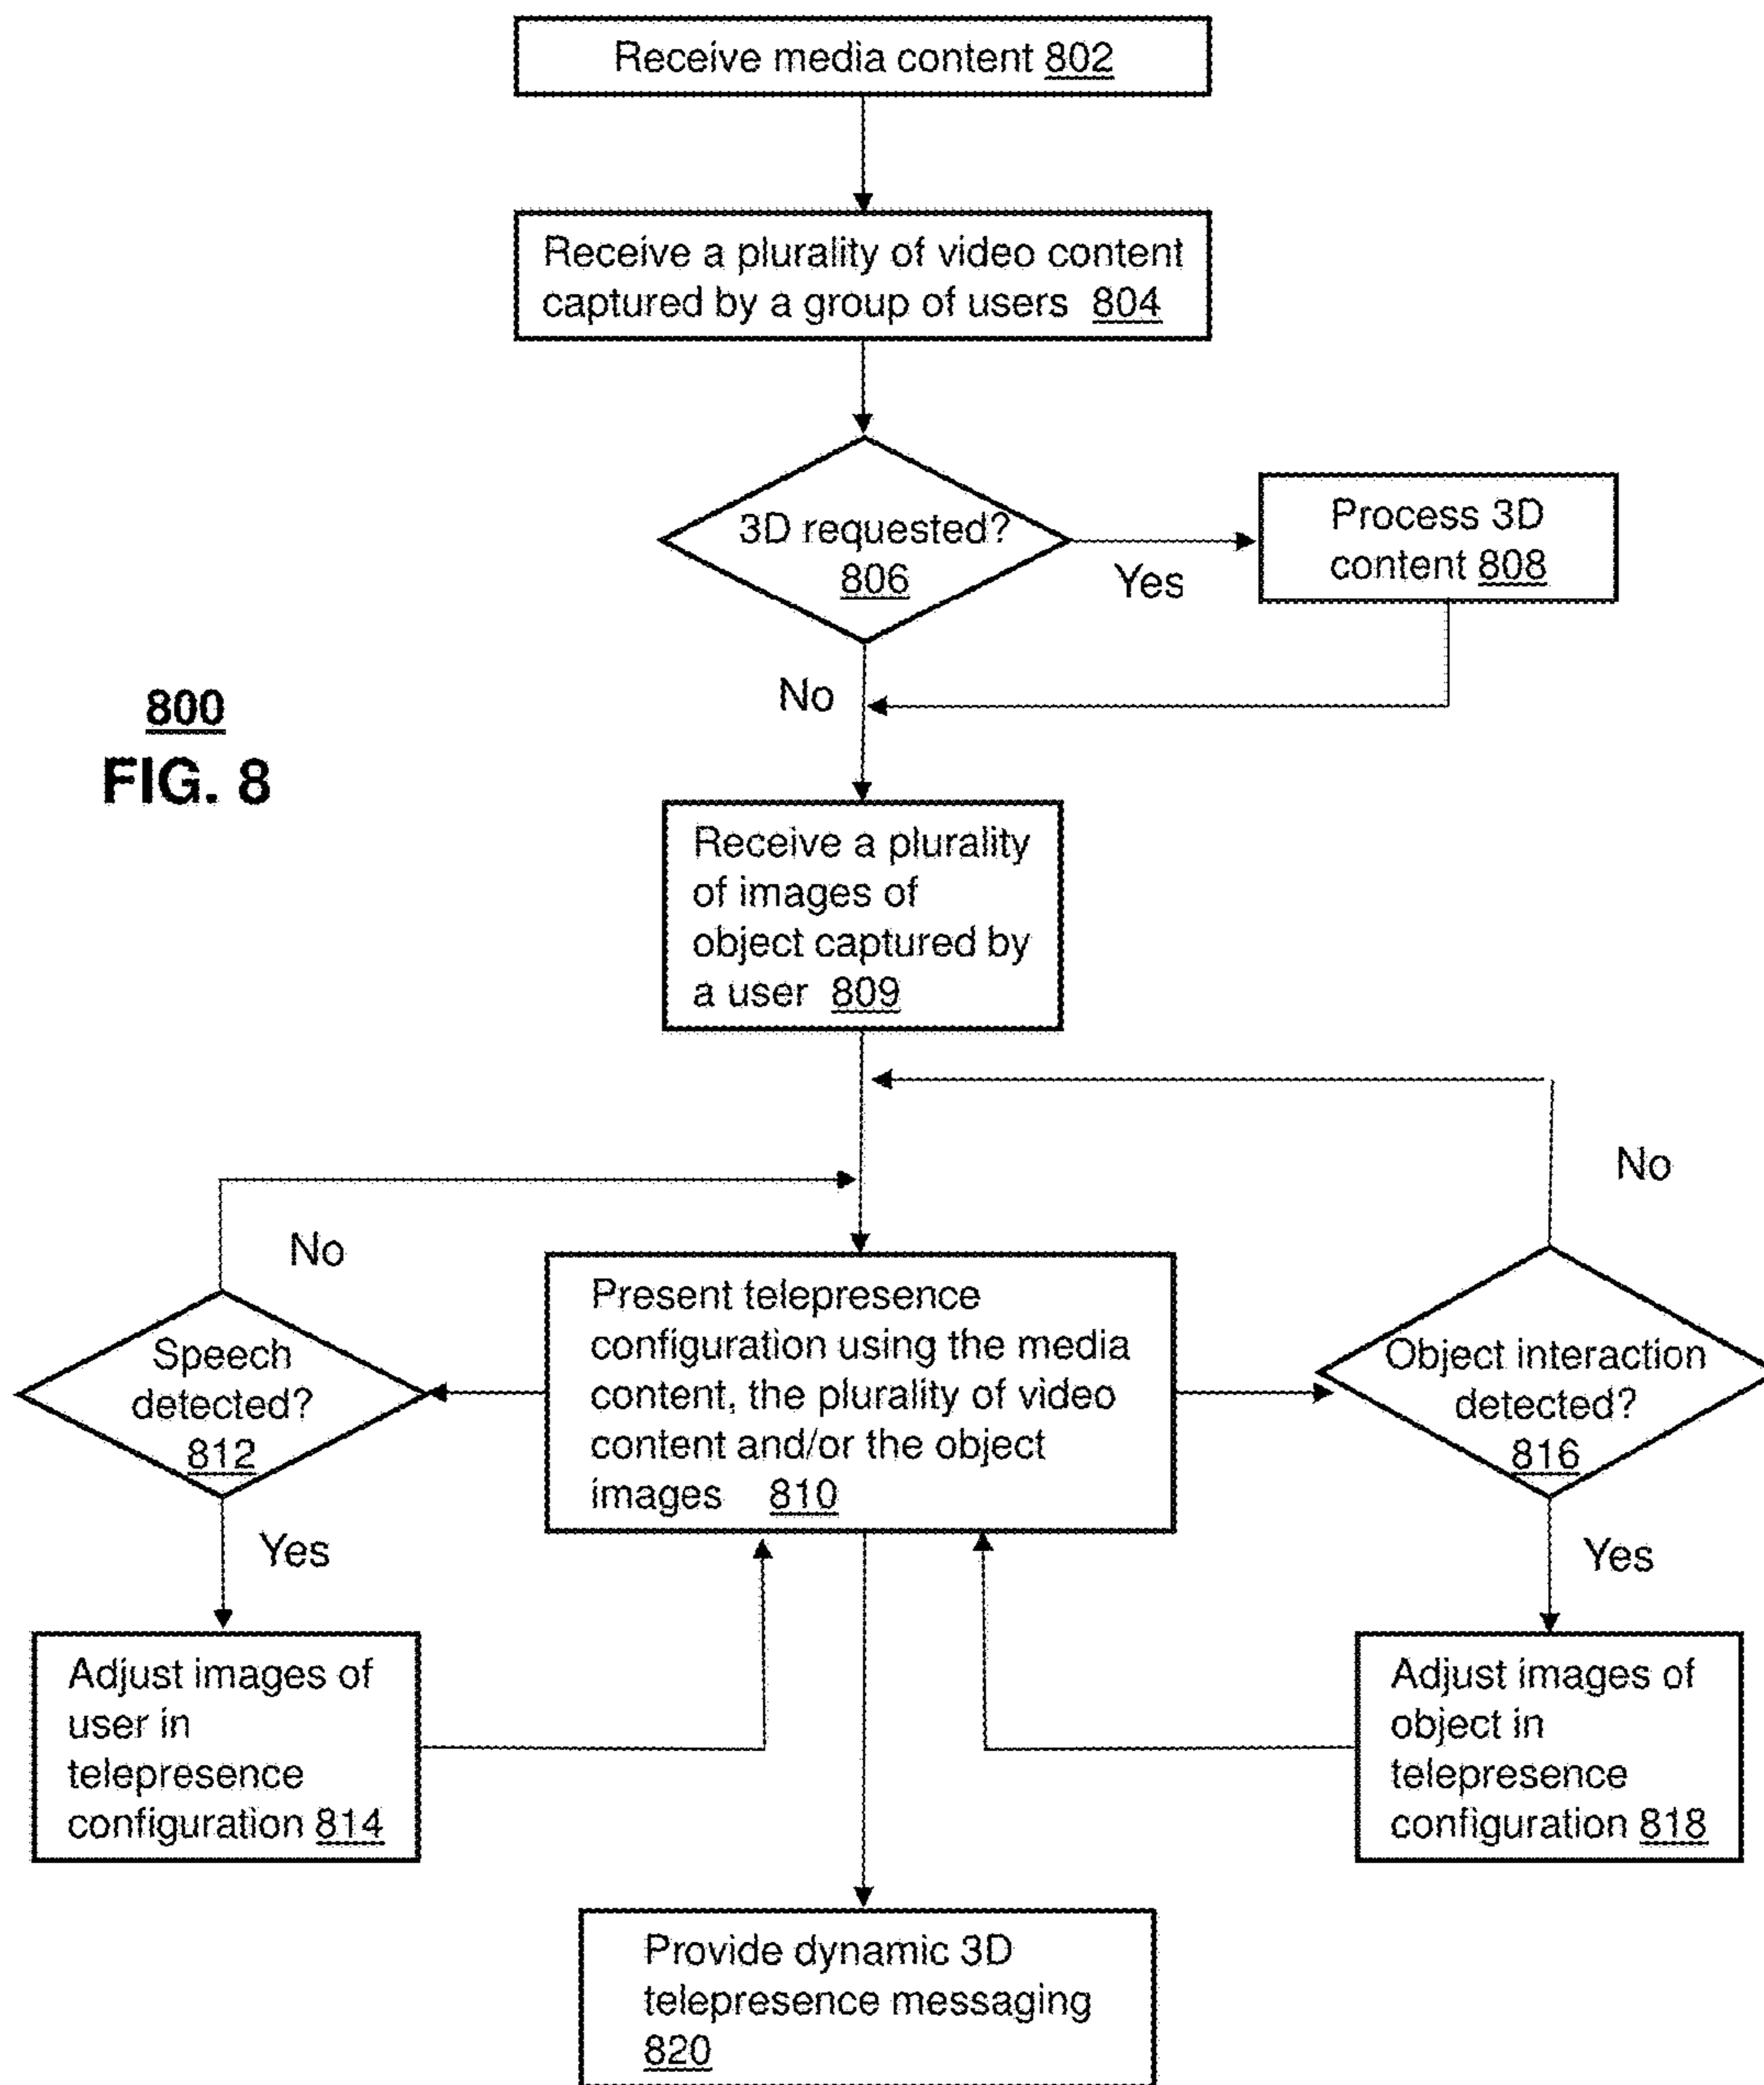 Receive media content 802
Receive a plurality of video content
captured by a group of users 804
3D requested?
806
Yes
Process 3D
content 808
No
800
FIG. 8
Receive a plurality
of images of
object captured by
a user 809
No
No
Present telepresence
configuration using the media
content, the plurality of video
content and/or the object
images 810
Speech
detected?
812
Object interaction
detected?
816
Yes
Yes
Adjust images of
user in
telepresence
configuration 814
Adjust images of
object in
telepresence
configuration 818
Provide dynamic 3D
telepresence messaging
820